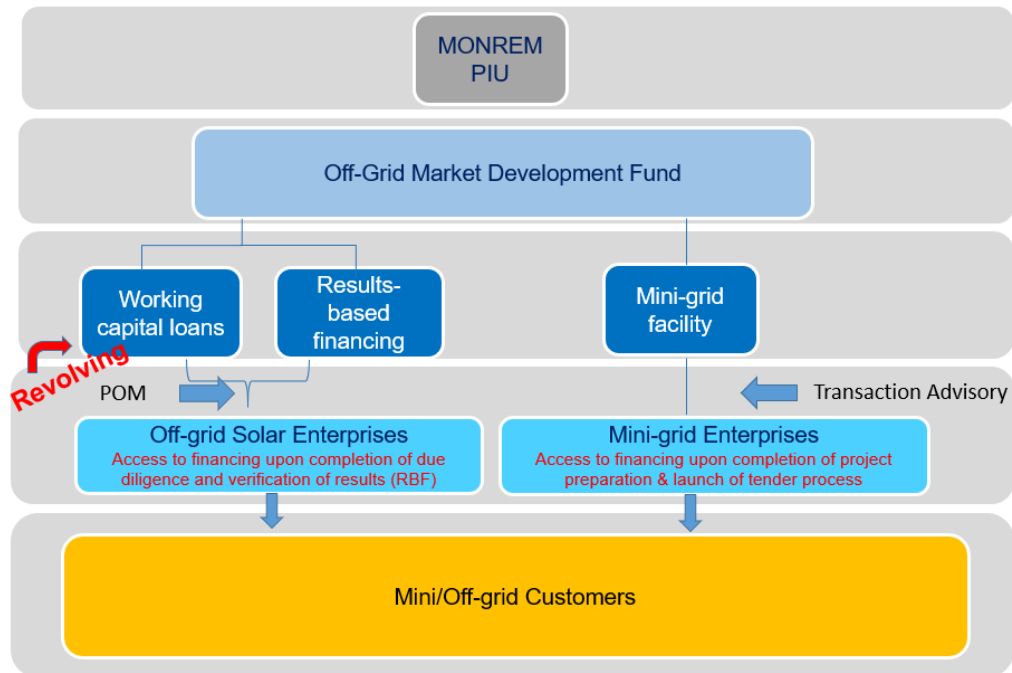 MONREM
PIU
Off-Grid Market Development Fund
Working
capital loans
Results-
based
financing
Mini-grid
facility
Revolving
POM
Transaction Advisory
Off-grid Solar Enterprises
Access to financing upon completion of due
diligence and verification of results (RBF)
Mini-grid Enterprises
Access to financing upon completion of project
preparation & launch of tender process
Mini/Off-grid Customers